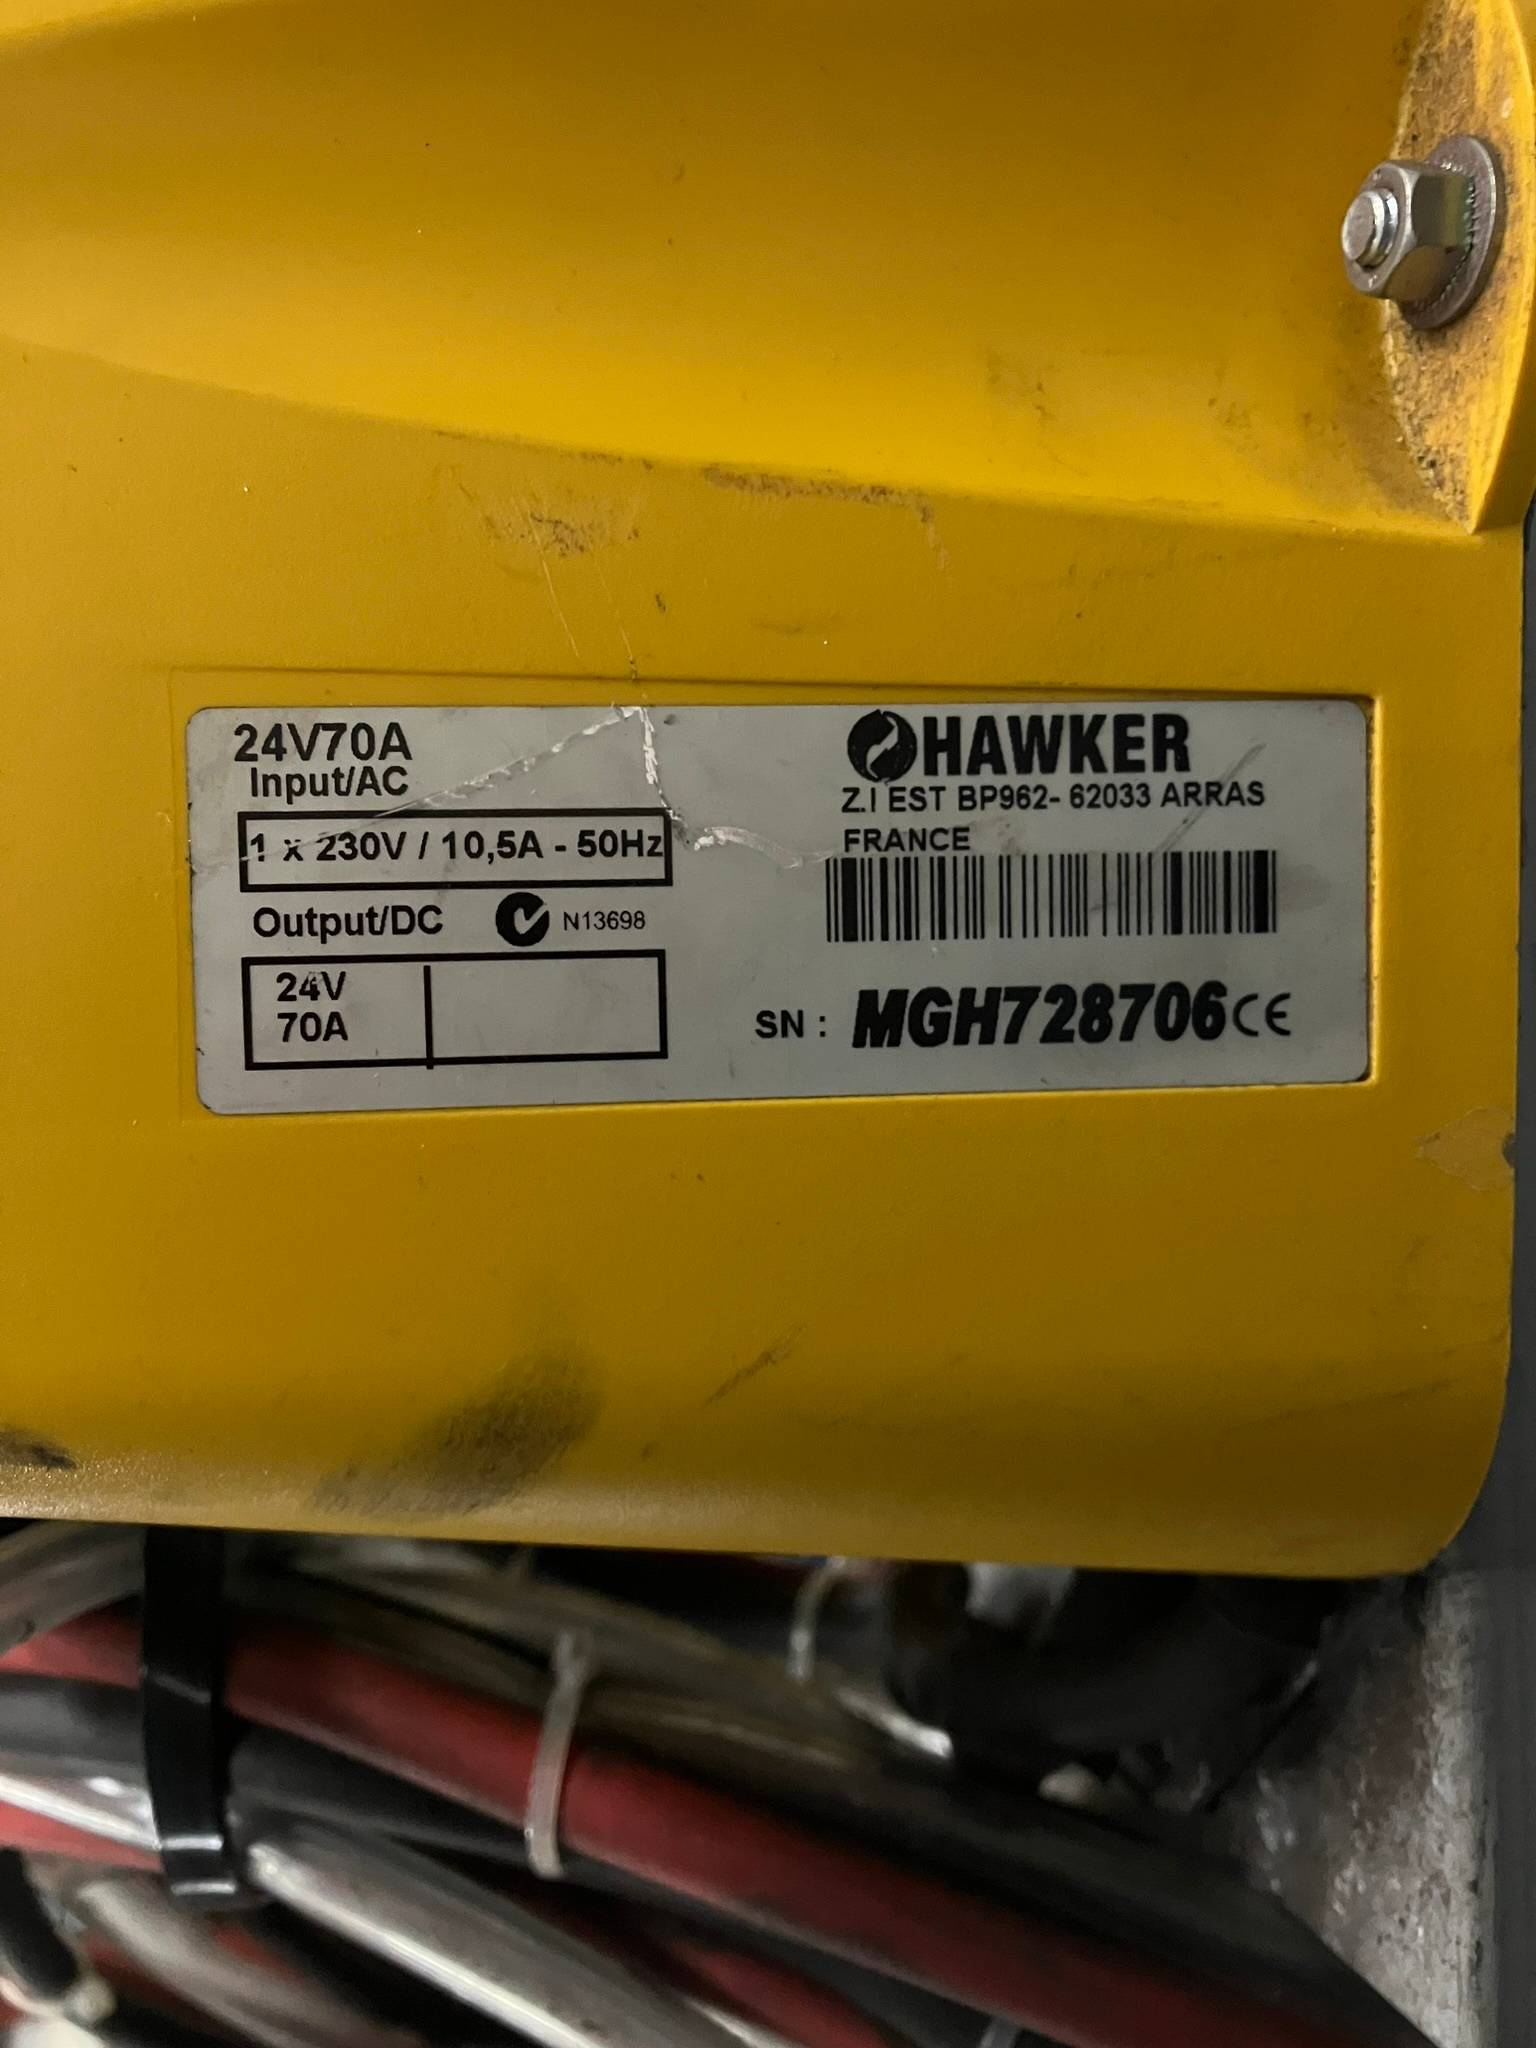 24V70A
Input/AC
1 x 230V / 10,5A - 50Hz
Output/DC
N13698
24V
70A
HAWKER
Z.I EST BP962- 62033 ARRAS
FRANCE
SN : MGH728706 CE